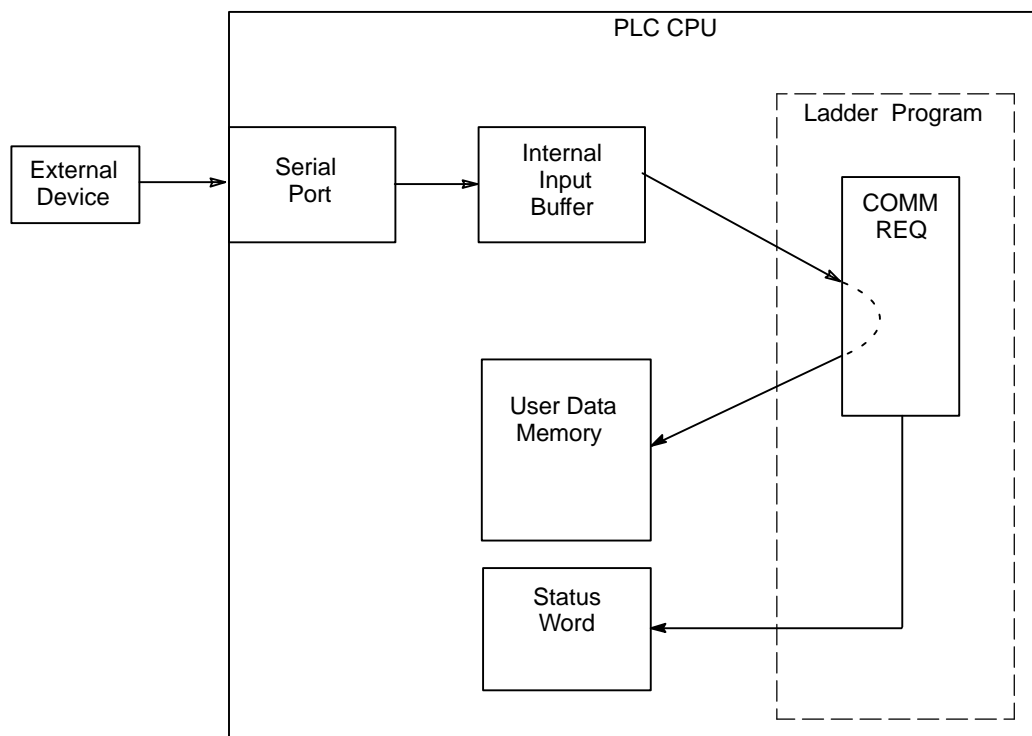 PLC CPU
Ladder Program
External
Device
Serial
Port
Internal
Input
Buffer
COMM
REQ
User Data
Memory
Status
Word